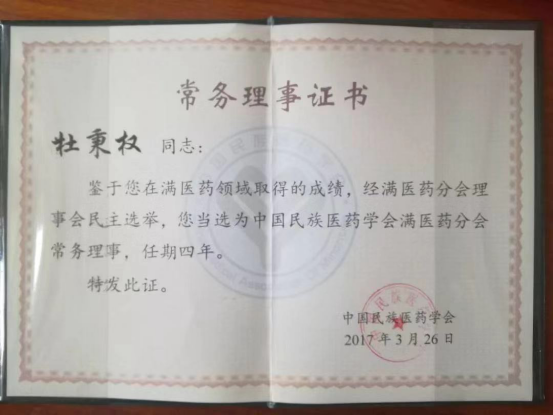 常务理事证书
牡秉权 同志：
鉴于您在满医药领域取得的成绩，经满医药分会理
事会民主选举，您当选为中国民族医药学会满医药分会
常务理事，任期四年。
特发此证。
中国民族医药学会
2017年3月26日